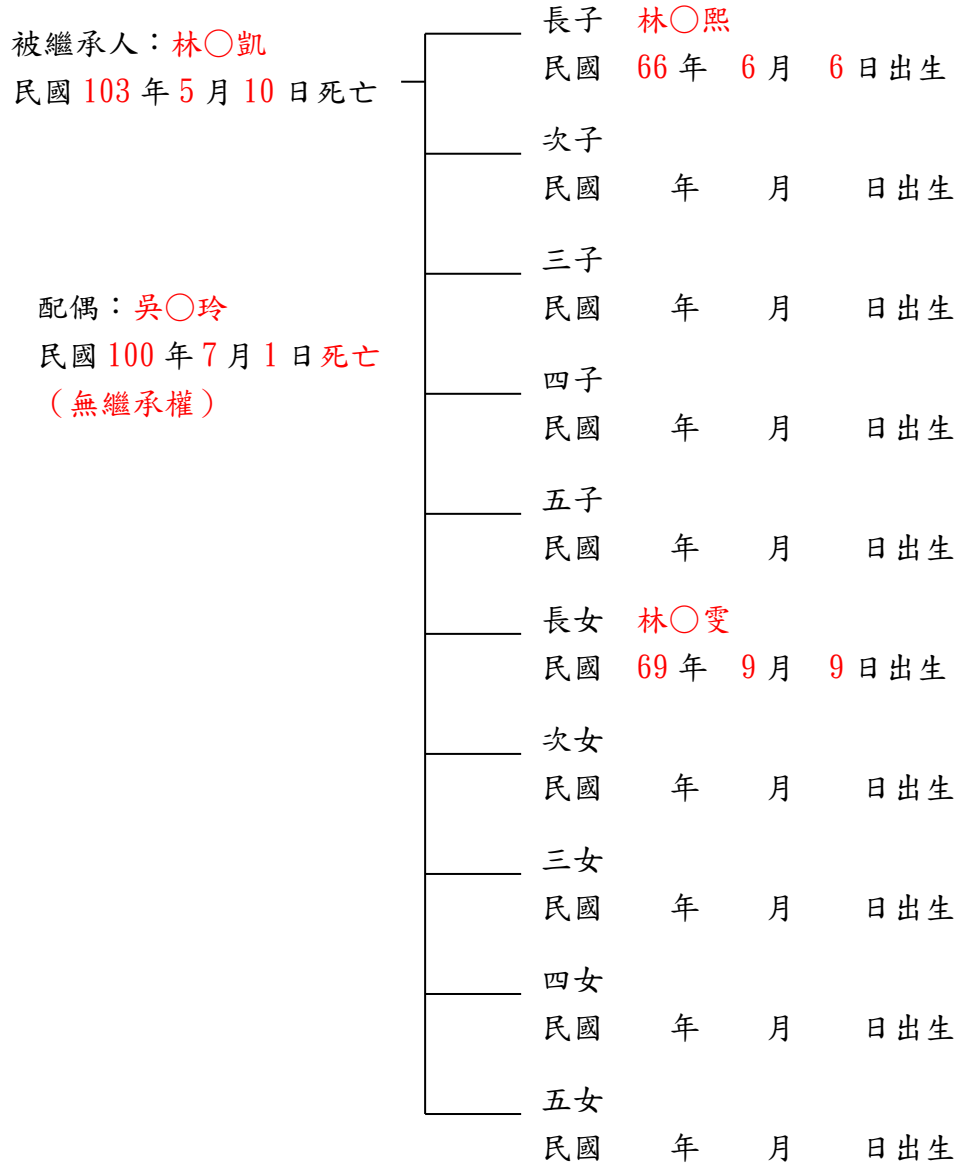 被繼承人：林○凱
民國 103 年 5 月 10 日死亡
配偶：吳○玲
民國 100 年 7 月 1 日死亡
（無繼承權）
長子 林○熙
民國 66 年 6 月 6 日出生
次子
民國 年 月 日出生
三子
民國 年 月 日出生
四子
民國 年 月 日出生
五子
民國 年 月 日出生
長女 林○雯
民國 69 年 9 月 9 日出生
次女
民國 年 月 日出生
三女
民國 年 月 日出生
四女
民國 年 月 日出生
五女
民國 年 月 日出生